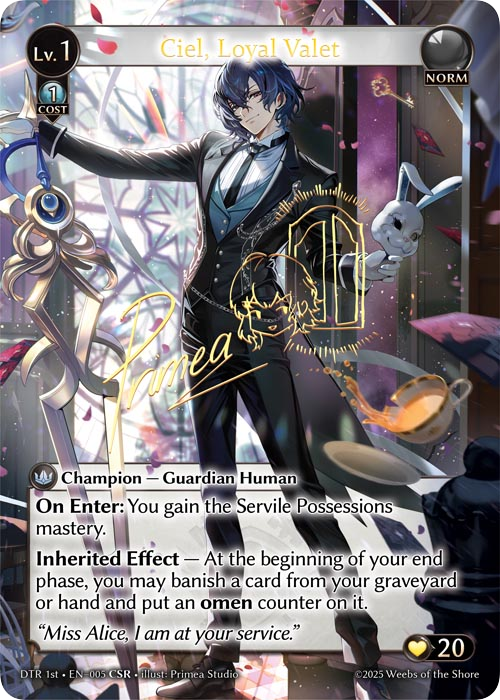 Lv. 1
Ciel, Loyal Valet
NORM
1
COST
Primea
Champion — Guardian Human
On Enter: You gain the Servile Possessions
mastery.
Inherited Effect — At the beginning of your end
phase, you may banish a card from your graveyard
or hand and put an omen counter on it.
“Miss Alice, I am at your service.”
20
DTR 1st • EN-005 CSR • illust: Primea Studio
©2025 Weebs of the Shore